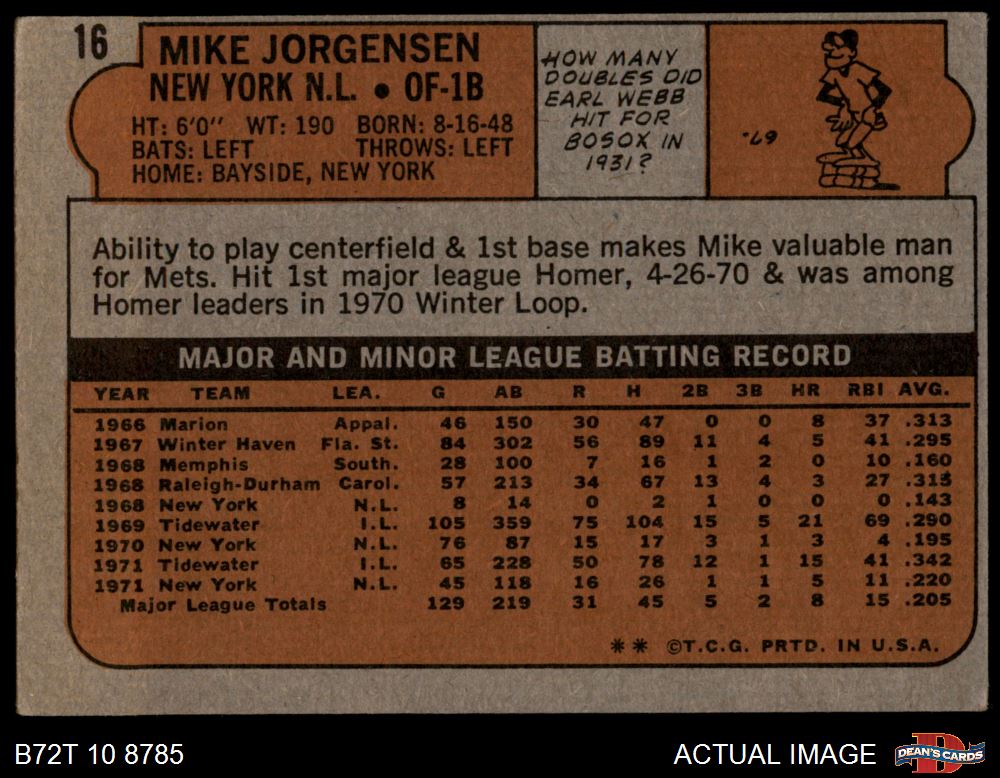 16
MIKE JORGENSEN
NEW YORK N.L. • OF-1B
HT: 6'0" WT: 190 BORN: 8-16-48
BATS: LEFT THROWS: LEFT
HOME: BAYSIDE, NEW YORK
HOW MANY
DOUBLES DID
EARL WEBB
HIT FOR
BOSOX IN
1931?
67.
Ability to play centerfield & 1st base makes Mike valuable man
for Mets. Hit 1st major league Homer, 4-26-70 & was among
Homer leaders in 1970 Winter Loop.
MAJOR AND MINOR LEAGUE BATTING RECORD
YEAR TEAM LEA. G AB R H 2B 3B HR RBI AVG.
1966 Marion Appal. 46 150 30 47 0 0 8 37 .313
1967 Winter Haven Fla. St. 84 302 56 89 11 4 5 41 .295
1968 Memphis South. 28 100 7 16 1 2 0 10 .160
1968 Raleigh-Durham Carol. 57 213 34 67 13 4 3 27 .315
1968 New York N.L. 8 14 0 2 1 0 0 0 .143
1969 Tidewater I.L. 105 359 75 104 15 5 21 69 .290
1970 New York N.L. 76 87 15 17 3 1 3 4 .195
1971 Tidewater I.L. 65 228 50 78 12 1 15 41 .342
1971 New York N.L. 45 118 16 26 1 1 5 11 .220
Major League Totals 129 219 31 45 5 2 8 15 .205
** ©T.C.G. PRTD. IN U.S.A.
B72T 10 8785
ACTUAL IMAGE
DEAN'S CARDS